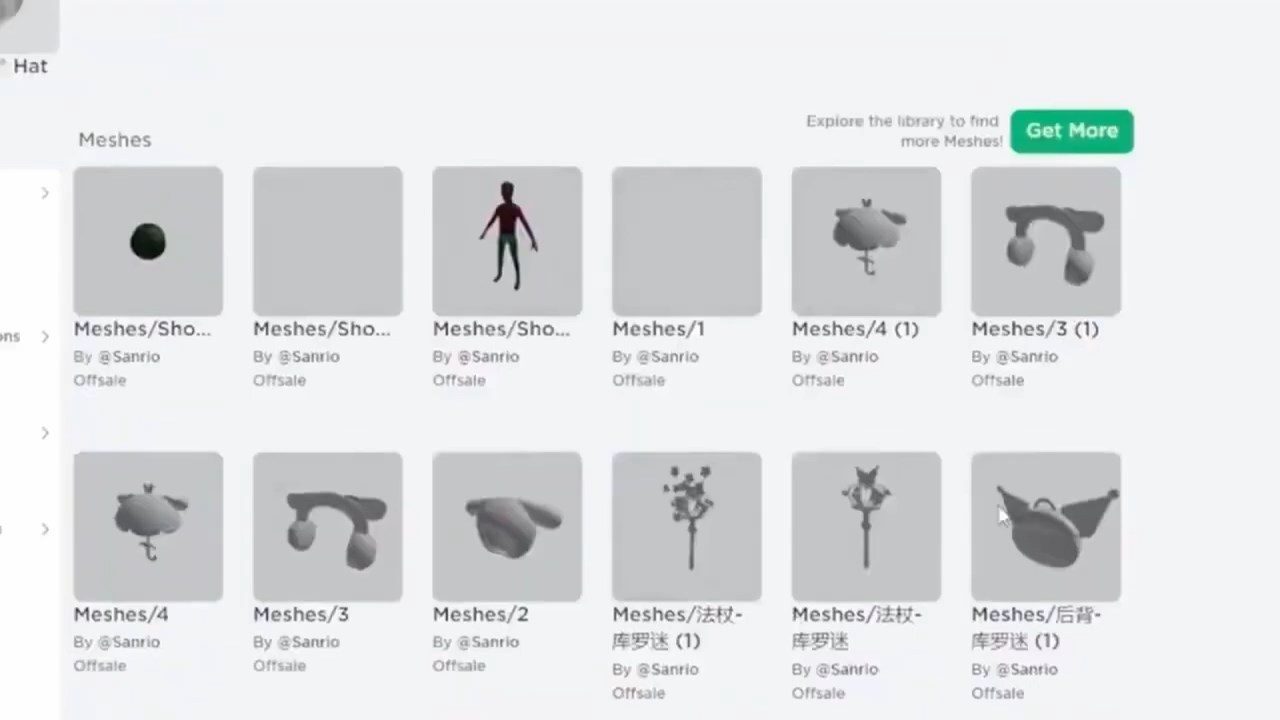 Hat
Explore the library to find
more Meshes!
Get More
Meshes
Meshes/Sho...
By @Sanrio
Offsale
Meshes/Sho...
By @Sanrio
Offsale
Meshes/Sho...
By @Sanrio
Offsale
Meshes/1
By @Sanrio
Offsale
Meshes/4 (1)
By @Sanrio
Offsale
Meshes/3 (1)
By @Sanrio
Offsale
ons
Meshes/4
By @Sanrio
Offsale
Meshes/3
By @Sanrio
Offsale
Meshes/2
By @Sanrio
Offsale
Meshes/法杖-
库罗迷 (1)
By @Sanrio
Offsale
Meshes/法杖-
库罗迷
By @Sanrio
Offsale
Meshes/后背-
库罗迷 (1)
By @Sanrio
Offsale